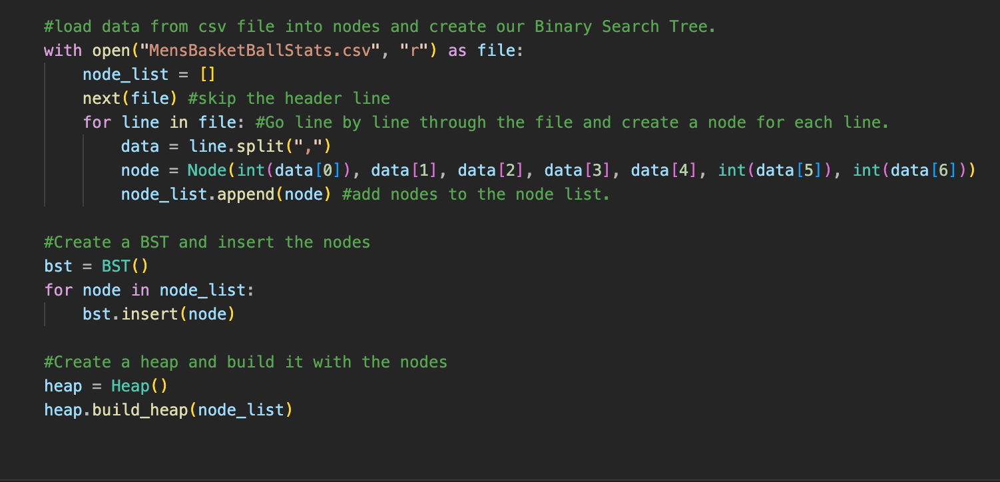 #load data from csv file into nodes and create our Binary Search Tree.
with open("MensBasketBallStats.csv", "r") as file:
    node_list = []
    next(file) #skip the header line
    for line in file: #Go line by line through the file and create a node for each line.
        data = line.split(",")
        node = Node(int(data[0]), data[1], data[2], data[3], data[4], int(data[5]), int(data[6]))
        node_list.append(node) #add nodes to the node list.

#Create a BST and insert the nodes
bst = BST()
for node in node_list:
    bst.insert(node)

#Create a heap and build it with the nodes
heap = Heap()
heap.build_heap(node_list)